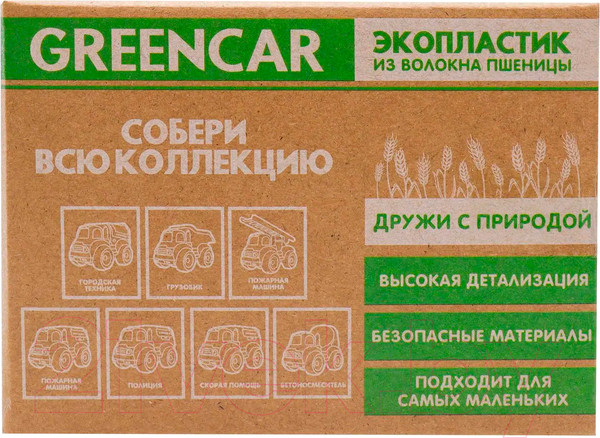 GREENCAR
ЭКОПЛАСТИК
ИЗ ВОЛОКНА ПШЕНИЦЫ
СОБЕРИ
ВСЮ КОЛЛЕКЦИЮ
ГОРОДСКАЯ
ТЕХНИКА
ГРУЗОВИК
ПОЖАРНАЯ
МАШИНА
ПОЖАРНАЯ
МАШИНА
ПОЛИЦИЯ
СКОРАЯ ПОМОЩЬ
БЕТОНОСМЕСИТЕЛЬ
ДРУЖИ С ПРИРОДОЙ
ВЫСОКАЯ ДЕТАЛИЗАЦИЯ
БЕЗОПАСНЫЕ МАТЕРИАЛЫ
ПОДХОДИТ ДЛЯ
САМЫХ МАЛЕНЬКИХ